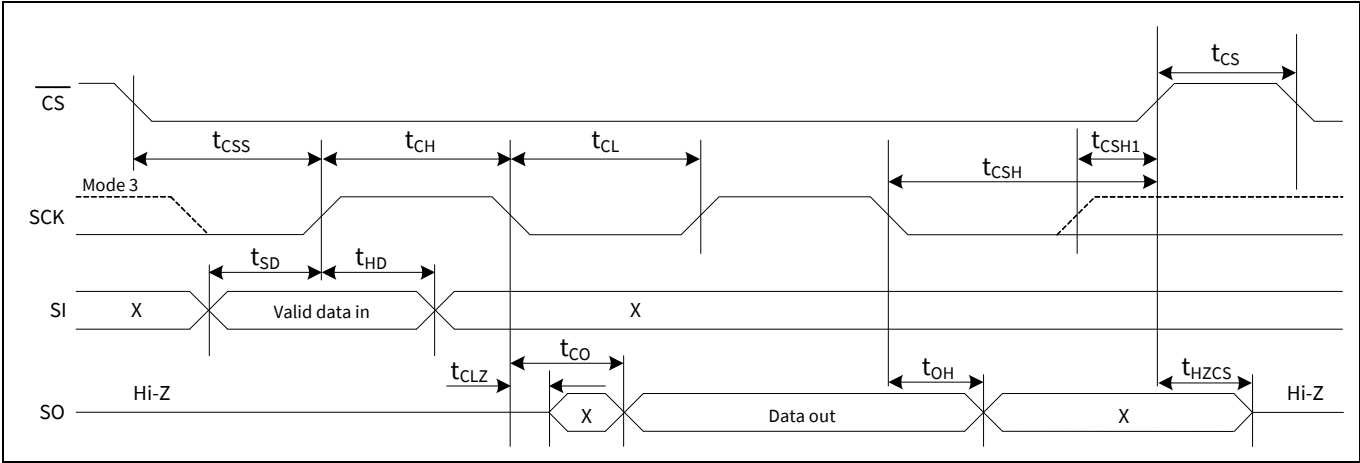 tCS
CS
tCSS
tCH
tCL
tCSH1
tCSH
Mode 3
SCK
tSD
tHD
SI
X
Valid data in
X
tCO
tCLZ
tOH
tHZCS
Hi-Z
Hi-Z
SO
X
Data out
X